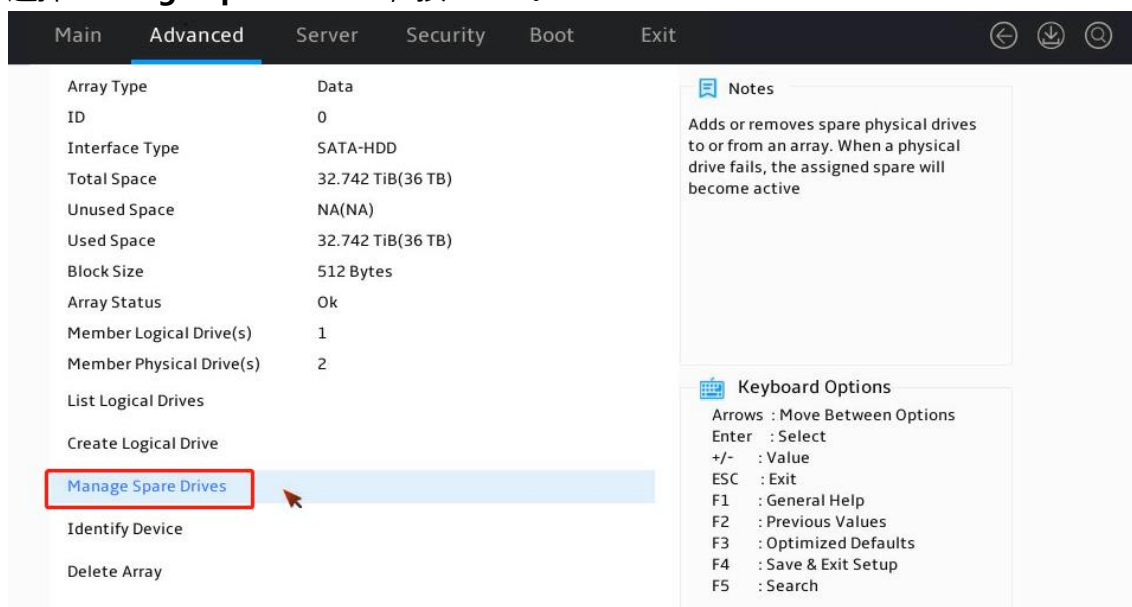 Main Advanced Server Security Boot Exit
Array Type Data
ID 0
Interface Type SATA-HDD
Total Space 32.742 TiB(36 TB)
Unused Space NA(NA)
Used Space 32.742 TiB(36 TB)
Block Size 512 Bytes
Array Status Ok
Member Logical Drive(s) 1
Member Physical Drive(s) 2
List Logical Drives
Create Logical Drive
Manage Spare Drives
Identify Device
Delete Array
Notes
Adds or removes spare physical drives
to or from an array. When a physical
drive fails, the assigned spare will
become active
Keyboard Options
Arrows : Move Between Options
Enter : Select
+/- : Value
ESC : Exit
F1 : General Help
F2 : Previous Values
F3 : Optimized Defaults
F4 : Save & Exit Setup
F5 : Search